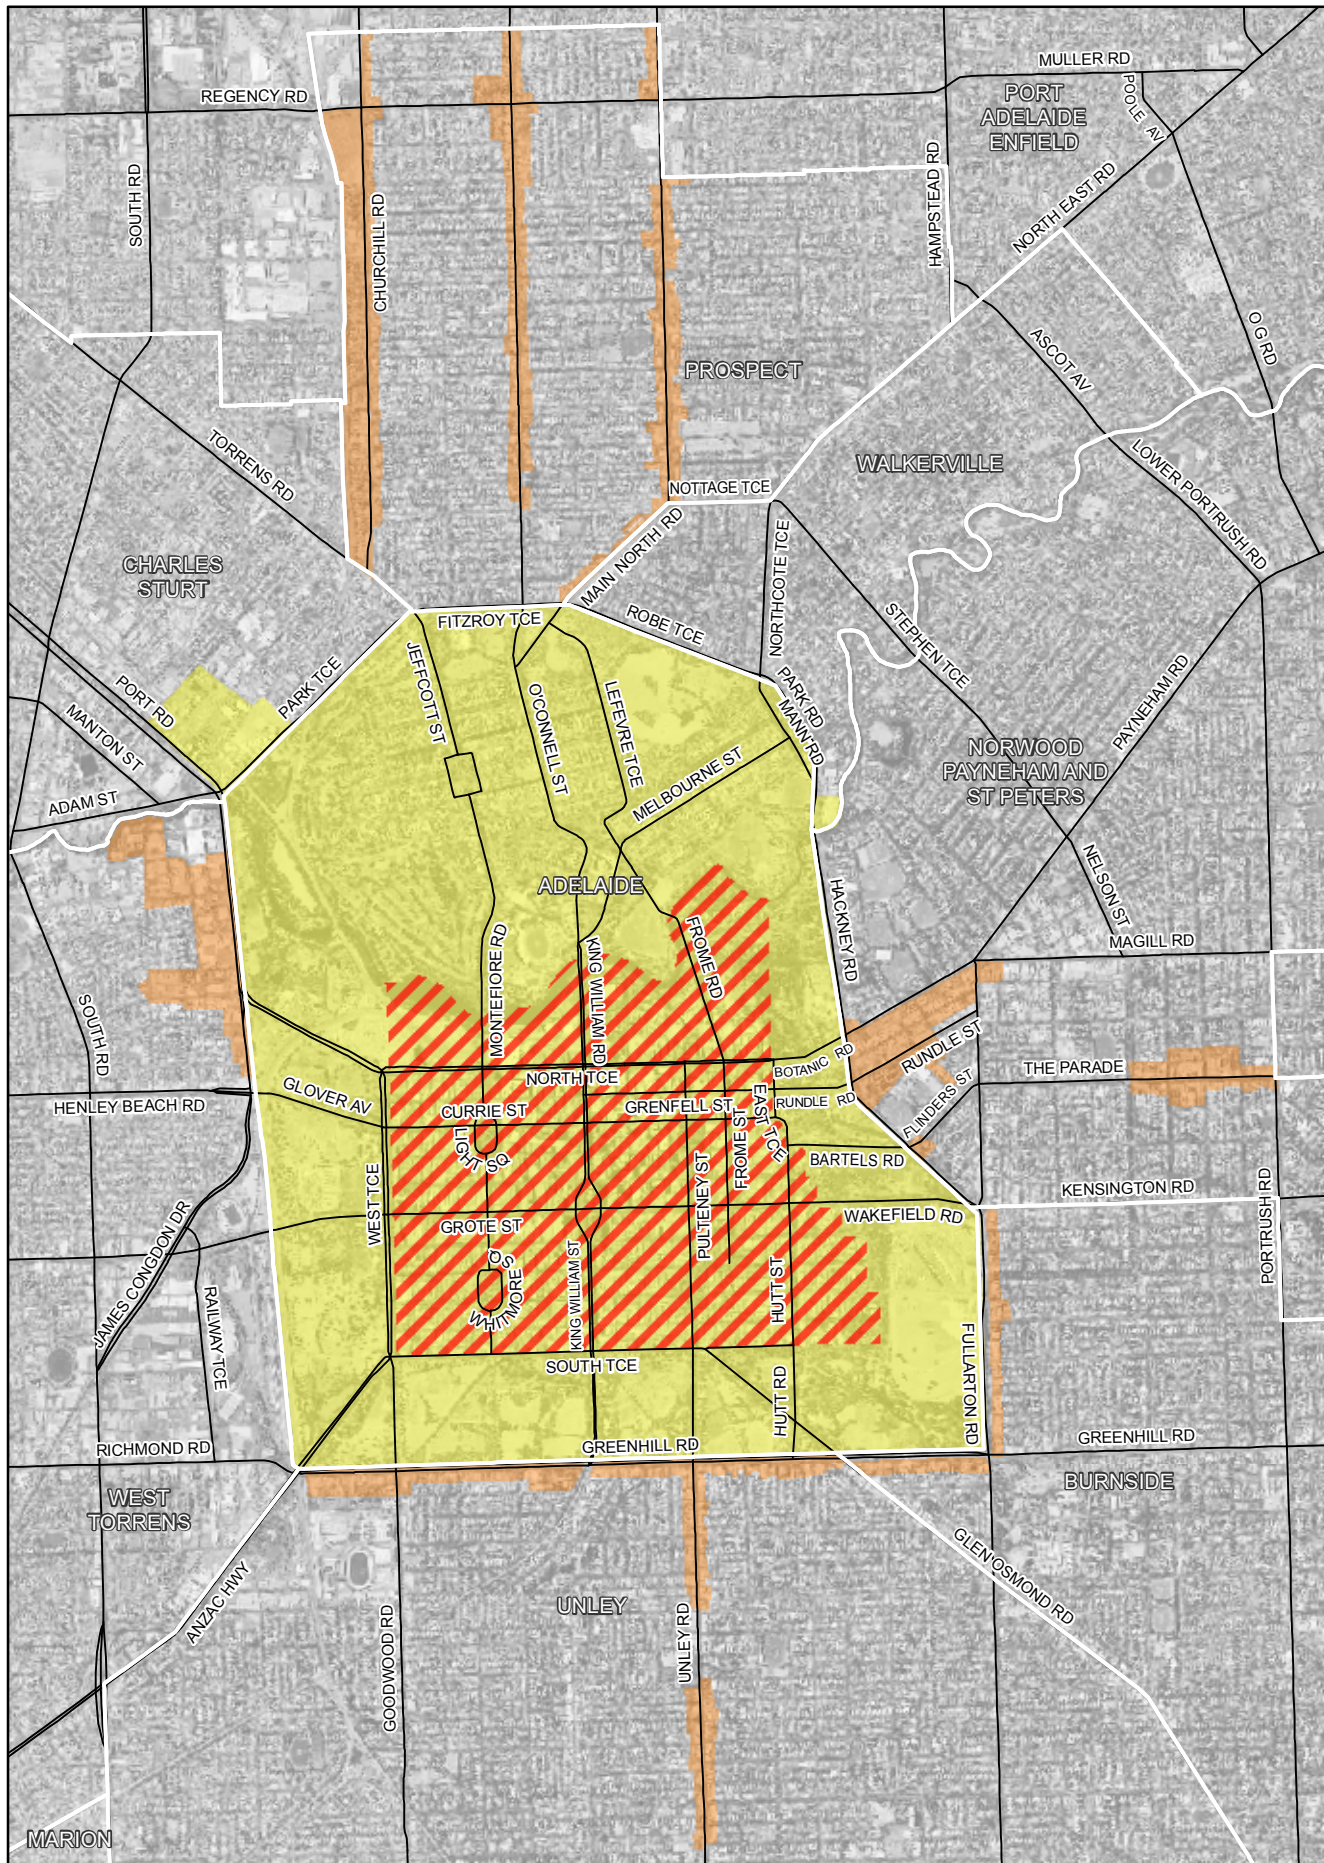 MULLER RD
REGENCY RD
PORT
ADELAIDE
ENFIELD
POOLE AV
SOUTH RD
CHURCHILL RD
HAMPSTEAD RD
NORTH EAST RD
O G RD
ASCOT AV
PROSPECT
TORRENS RD
WALKERVILLE
LOWER PORTRUSH RD
NOTTAGE TCE
CHARLES
STURT
MAIN NORTH RD
NORTHCOTE TCE
FITZROY TCE
ROBE TCE
STEPHEN TCE
PARK TCE
JEFFCOTT ST
O'CONNELL ST
LEFEVRE TCE
PARK RD
MANN RD
PAYNEHAM RD
PORT RD
MANTON ST
MELBOURNE ST
NORWOOD
PAYNEHAM AND
ST PETERS
ADAM ST
ADELAIDE
NELSON ST
HACKNEY RD
MAGILL RD
MONTEFIORE RD
KING WILLIAM RD
FROME RD
SOUTH RD
BOTANIC RD
RUNDLE ST
THE PARADE
NORTH TCE
GLOVER AV
HENLEY BEACH RD
CURRIE ST
GRENFELL ST
EAST TCE
RUNDLE RD
FLINDERS ST
LIGHT SQ
FROME ST
BARTELS RD
WEST TCE
PULTENEY ST
KENSINGTON RD
PORTRUSH RD
GROTE ST
WAKEFIELD RD
JAMES CONGDON DR
RAILWAY TCE
WHITMORE SQ
KING WILLIAM ST
HUTT ST
FULLARTON RD
SOUTH TCE
HUTT RD
RICHMOND RD
GREENHILL RD
GREENHILL RD
WEST
TORRENS
BURNSIDE
GLEN OSMOND RD
ANZAC HWY
UNLEY
GOODWOOD RD
UNLEY RD
MARION